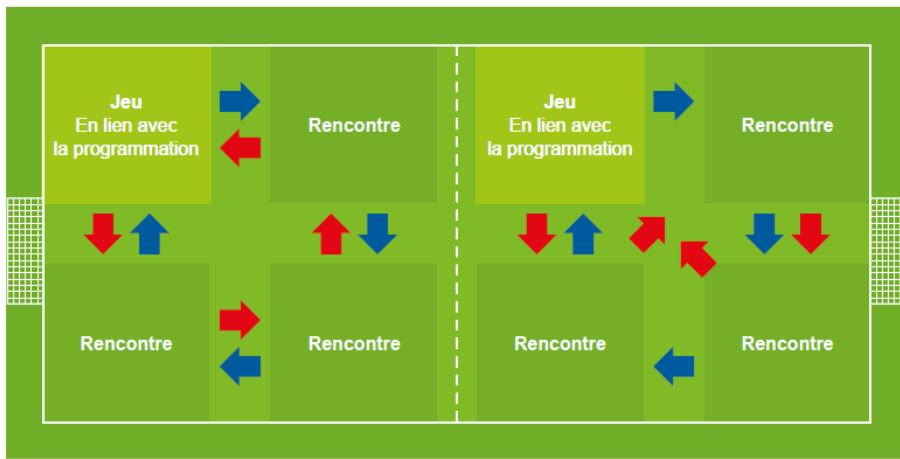 Jeu
En lien avec
la programmation
Rencontre
Jeu
En lien avec
la programmation
Rencontre
Rencontre
Rencontre
Rencontre
Rencontre